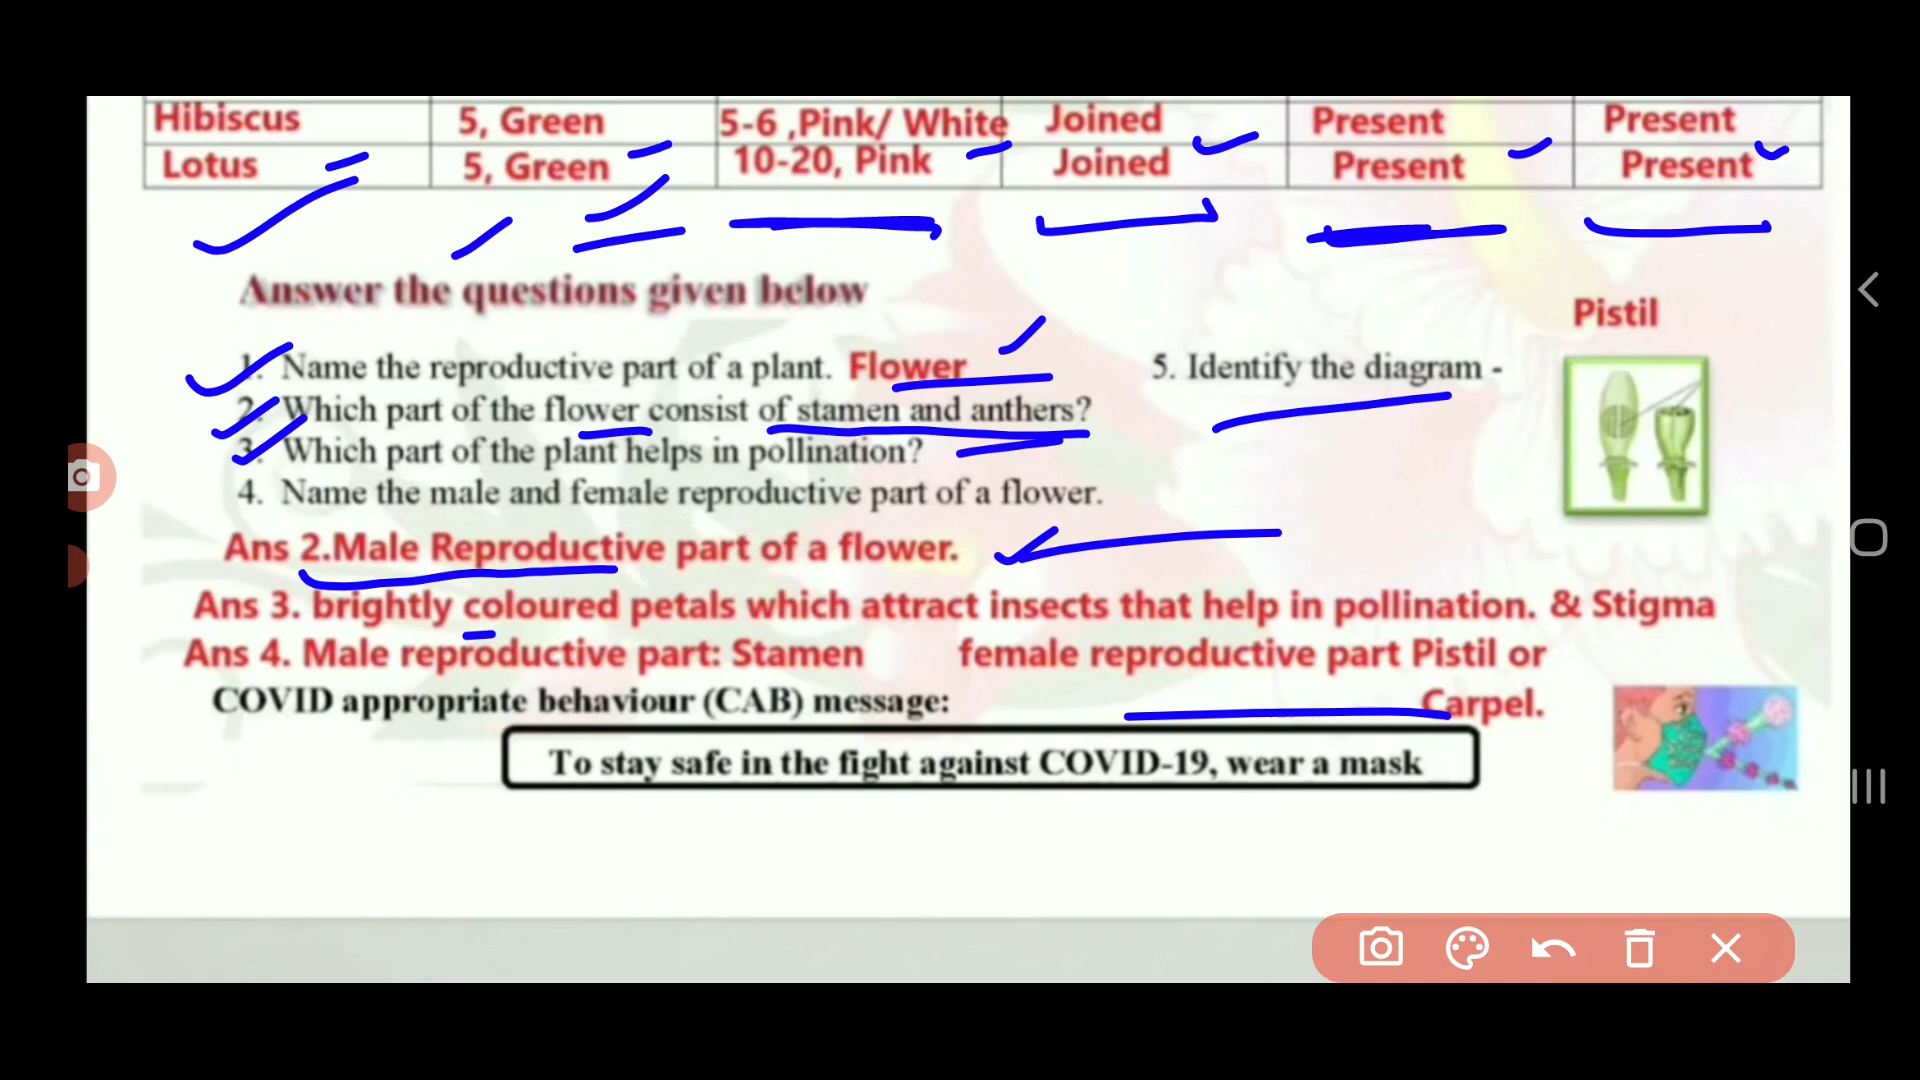 Hibiscus 5, Green 5-6 ,Pink/ White Joined Present Present
Lotus 5, Green 10-20, Pink Joined Present Present
Answer the questions given below
Pistil
1. Name the reproductive part of a plant. Flower
5. Identify the diagram -
2. Which part of the flower consist of stamen and anthers?
3. Which part of the plant helps in pollination?
4. Name the male and female reproductive part of a flower.
Ans 2.Male Reproductive part of a flower.
Ans 3. brightly coloured petals which attract insects that help in pollination. & Stigma
Ans 4. Male reproductive part: Stamen female reproductive part Pistil or
Carpel.
COVID appropriate behaviour (CAB) message:
To stay safe in the fight against COVID-19, wear a mask